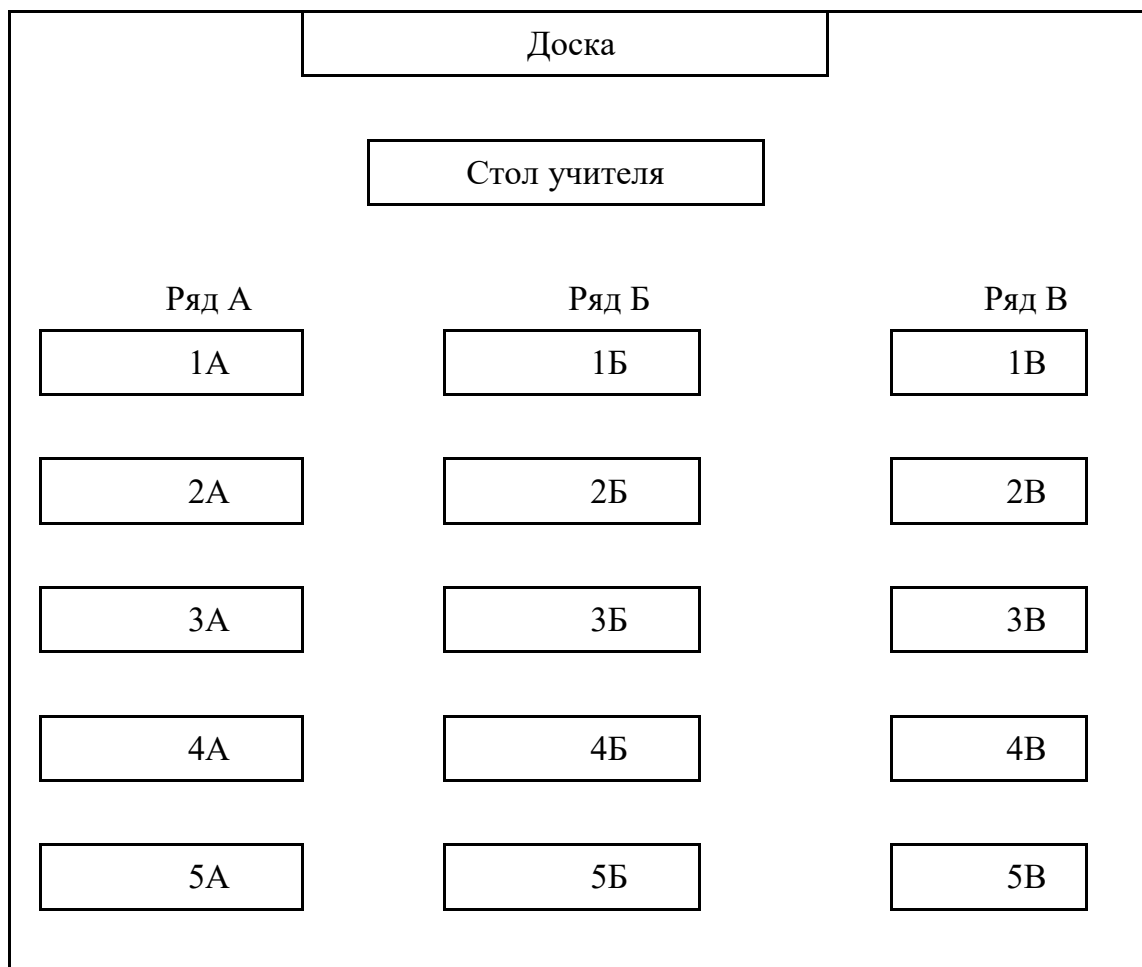 Доска
Стол учителя
Ряд А Ряд Б Ряд В
1А 1Б 1В
2А 2Б 2В
3А 3Б 3В
4А 4Б 4В
5А 5Б 5В